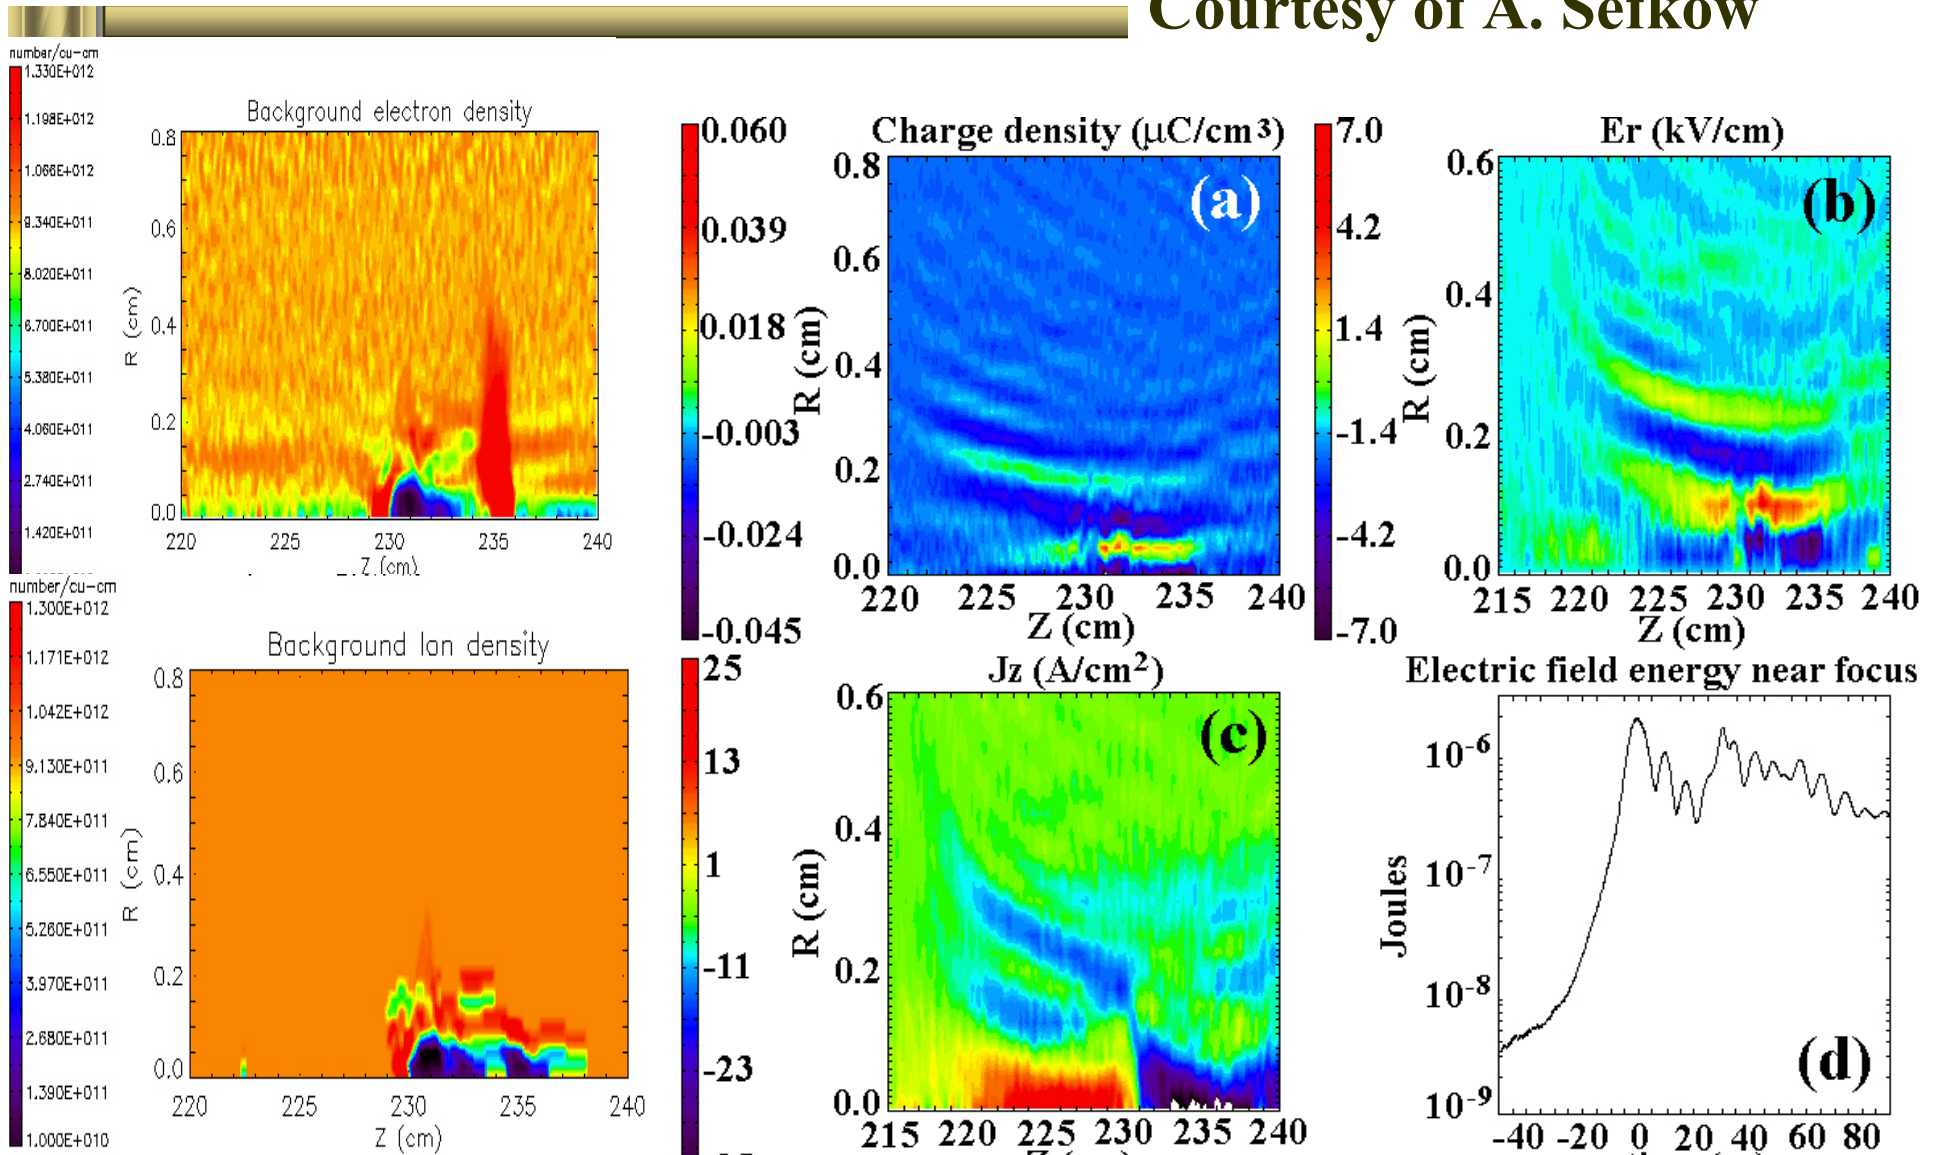 Courtesy of A. Sefkow
number/cu-cm
1.330E+012
1.198E+012
1.066E+012
9.340E+011
8.020E+011
6.700E+011
5.380E+011
4.060E+011
2.740E+011
1.420E+011
Background electron density
R (cm)
0.8
0.6
0.4
0.2
0.0
220 225 230 235 240
Z (cm)
0.060
0.039
0.018
-0.003
-0.024
-0.045
Charge density (μC/cm³)
(a)
R (cm)
0.8
0.6
0.4
0.2
0.0
220 225 230 235 240
Z (cm)
7.0
4.2
1.4
-1.4
-4.2
-7.0
Er (kV/cm)
(b)
R (cm)
0.6
0.4
0.2
0.0
215 220 225 230 235 240
Z (cm)
number/cu-cm
1.300E+012
1.171E+012
1.042E+012
9.130E+011
7.840E+011
6.550E+011
5.280E+011
3.970E+011
2.680E+011
1.390E+011
1.000E+010
Background Ion density
R (cm)
0.8
0.6
0.4
0.2
0.0
220 225 230 235 240
Z (cm)
25
13
1
-11
-23
Jz (A/cm²)
(c)
R (cm)
0.6
0.4
0.2
0.0
215 220 225 230 235 240
Electric field energy near focus
(d)
Joules
10⁻⁶
10⁻⁷
10⁻⁸
10⁻⁹
-40 -20 0 20 40 60 80